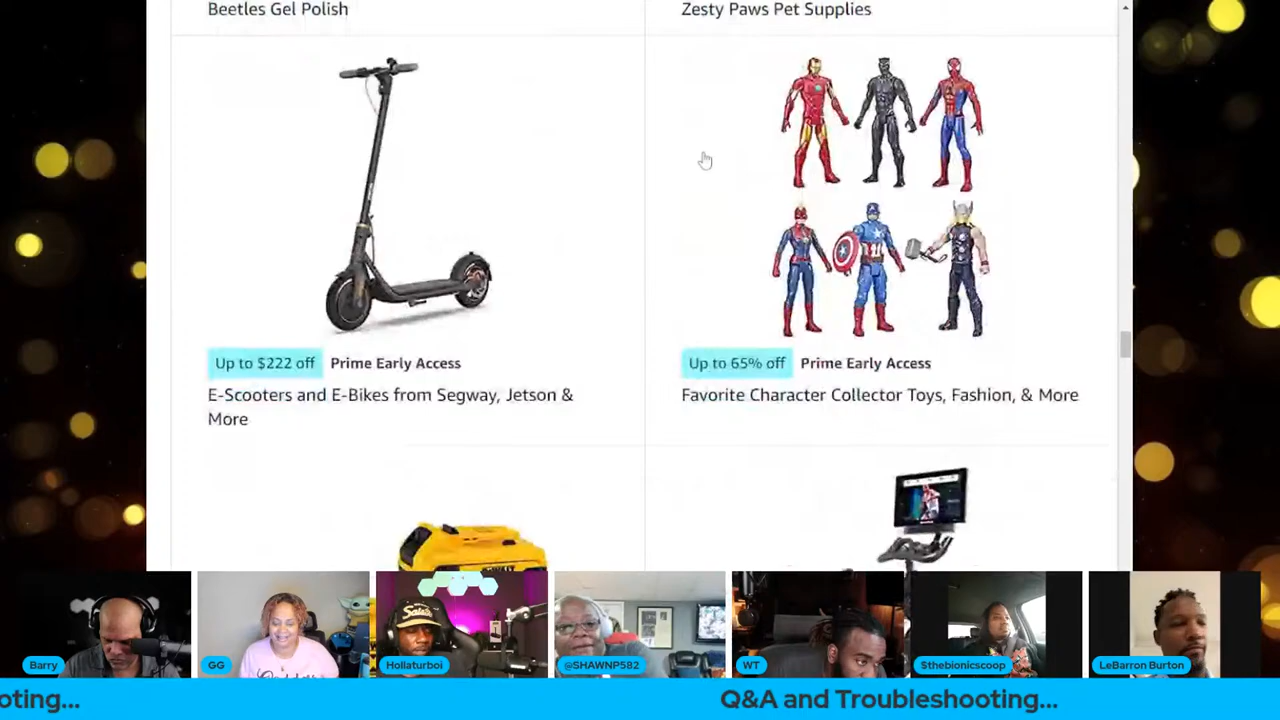 Beetles Gel Polish
Zesty Paws Pet Supplies
Up to $222 off Prime Early Access
E-Scooters and E-Bikes from Segway, Jetson &
More
Up to 65% off Prime Early Access
Favorite Character Collector Toys, Fashion, & More
Barry
GG
Hollaturboi
@SHAWNP582
WT
$thebionicscoop
LeBarron Burton
oting...
Q&A and Troubleshooting...